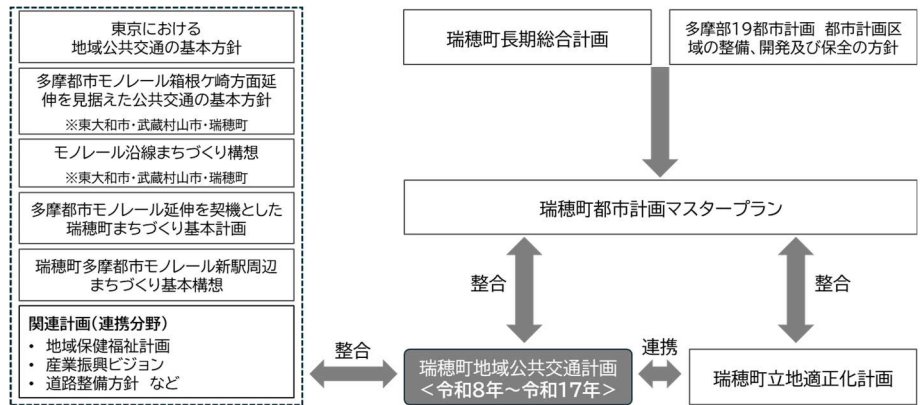 東京における
地域公共交通の基本方針
多摩都市モノレール箱根ケ崎方面延
伸を見据えた公共交通の基本方針
※東大和市・武蔵村山市・瑞穂町
モノレール沿線まちづくり構想
※東大和市・武蔵村山市・瑞穂町
多摩都市モノレール延伸を契機とした
瑞穂町まちづくり基本計画
瑞穂町多摩都市モノレール新駅周辺
まちづくり基本構想
関連計画(連携分野)
• 地域保健福祉計画
• 産業振興ビジョン
• 道路整備方針 など
瑞穂町長期総合計画
多摩部19都市計画 都市計画区
域の整備、開発及び保全の方針
瑞穂町都市計画マスタープラン
整合
整合
整合
瑞穂町地域公共交通計画
<令和8年~令和17年>
連携
瑞穂町立地適正化計画